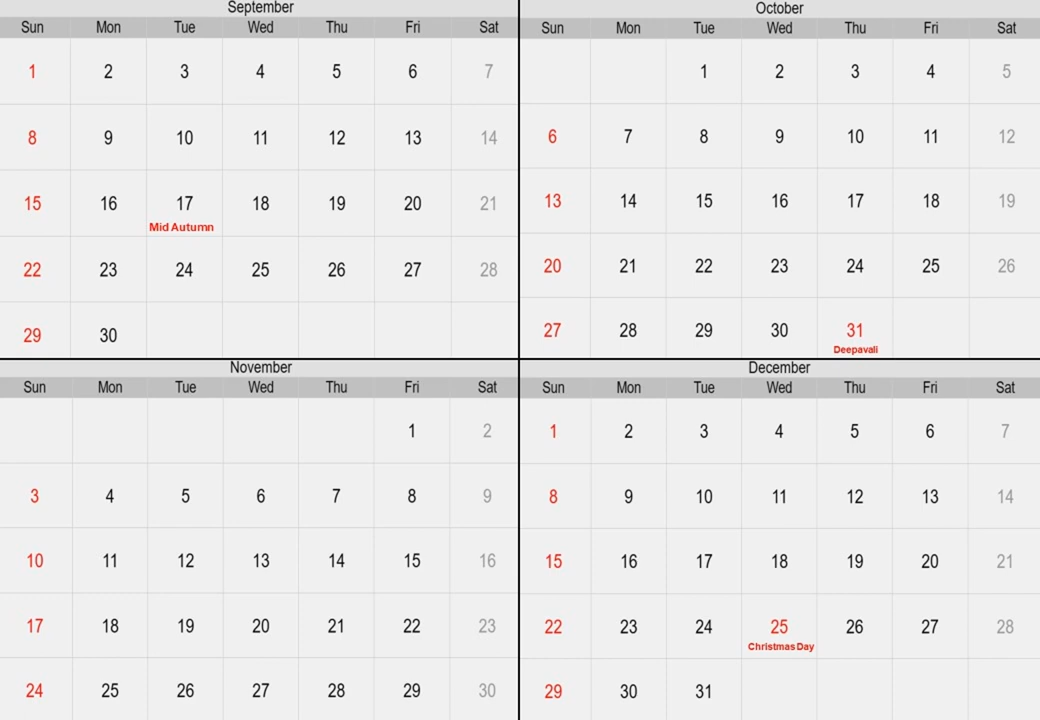 September
Sun Mon Tue Wed Thu Fri Sat
1 2 3 4 5 6 7
8 9 10 11 12 13 14
15 16 17 18 19 20 21
Mid Autumn
22 23 24 25 26 27 28
29 30
October
Sun Mon Tue Wed Thu Fri Sat
1 2 3 4 5
6 7 8 9 10 11 12
13 14 15 16 17 18 19
20 21 22 23 24 25 26
27 28 29 30 31
Deepavali
November
Sun Mon Tue Wed Thu Fri Sat
1 2
3 4 5 6 7 8 9
10 11 12 13 14 15 16
17 18 19 20 21 22 23
24 25 26 27 28 29 30
December
Sun Mon Tue Wed Thu Fri Sat
1 2 3 4 5 6 7
8 9 10 11 12 13 14
15 16 17 18 19 20 21
22 23 24 25 26 27 28
Christmas Day
29 30 31